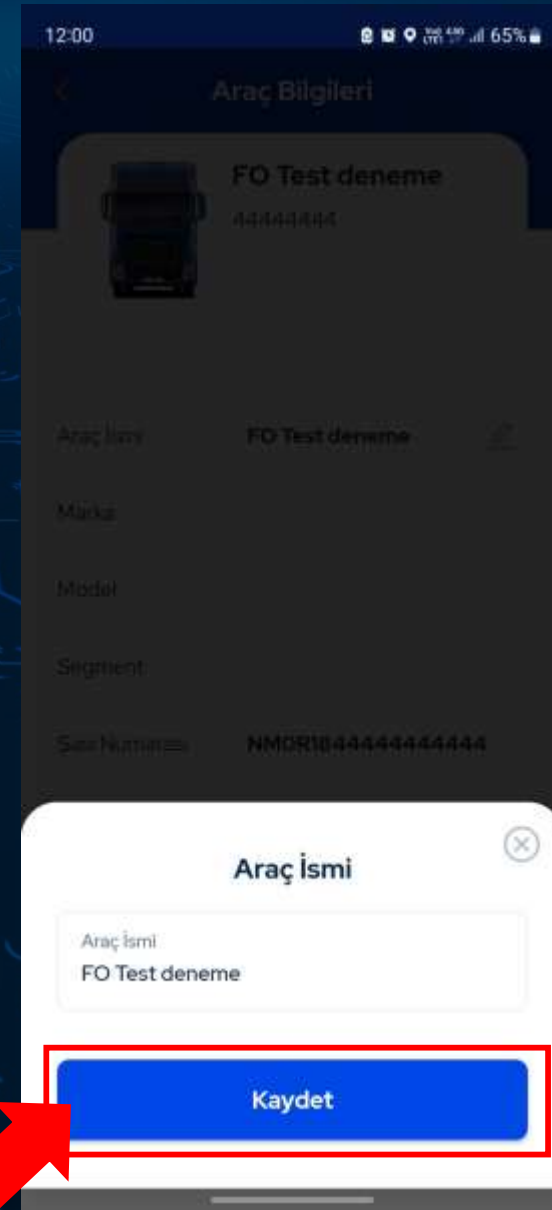 12:00 65%
Araç Bilgileri
FO Test deneme
44444444
Araç İsmi FO Test deneme
Marka
Model
Segment
Şasi Numarası NM0R1844444444444
Araç İsmi
Araç İsmi
FO Test deneme
Kaydet